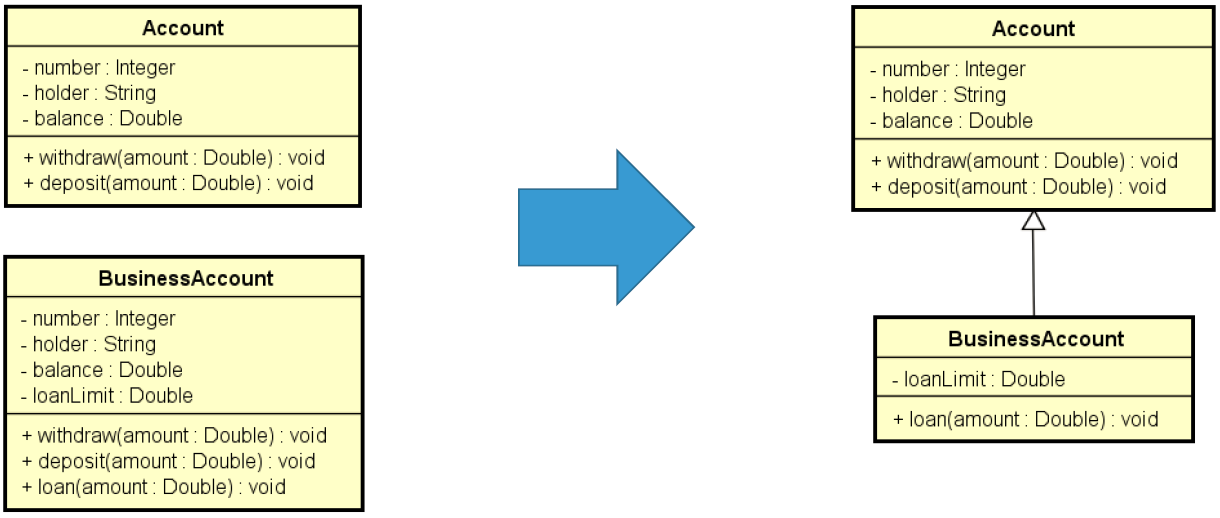 Account
- number : Integer
- holder : String
- balance : Double
+ withdraw(amount : Double) : void
+ deposit(amount : Double) : void
BusinessAccount
- number : Integer
- holder : String
- balance : Double
- loanLimit : Double
+ withdraw(amount : Double) : void
+ deposit(amount : Double) : void
+ loan(amount : Double) : void
Account
- number : Integer
- holder : String
- balance : Double
+ withdraw(amount : Double) : void
+ deposit(amount : Double) : void
BusinessAccount
- loanLimit : Double
+ loan(amount : Double) : void